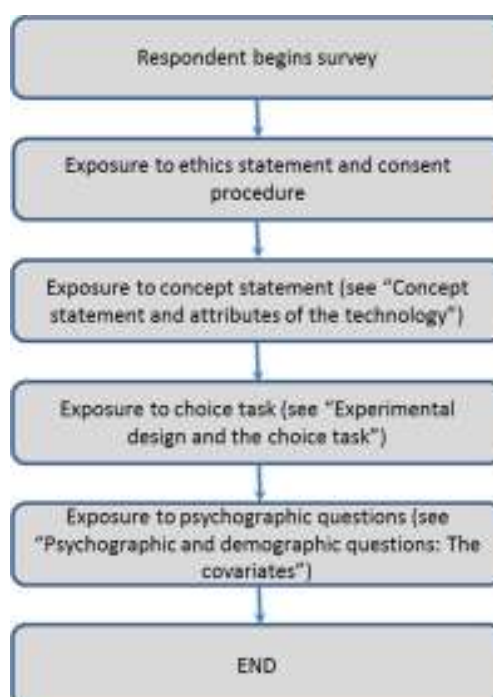 Respondent begins survey
Exposure to ethics statement and consent
procedure
Exposure to concept statement (see “Concept
statement and attributes of the technology”)
Exposure to choice task (see “Experimental
design and the choice task”)
Exposure to psychographic questions (see
“Psychographic and demographic questions: The
covariates”)
END